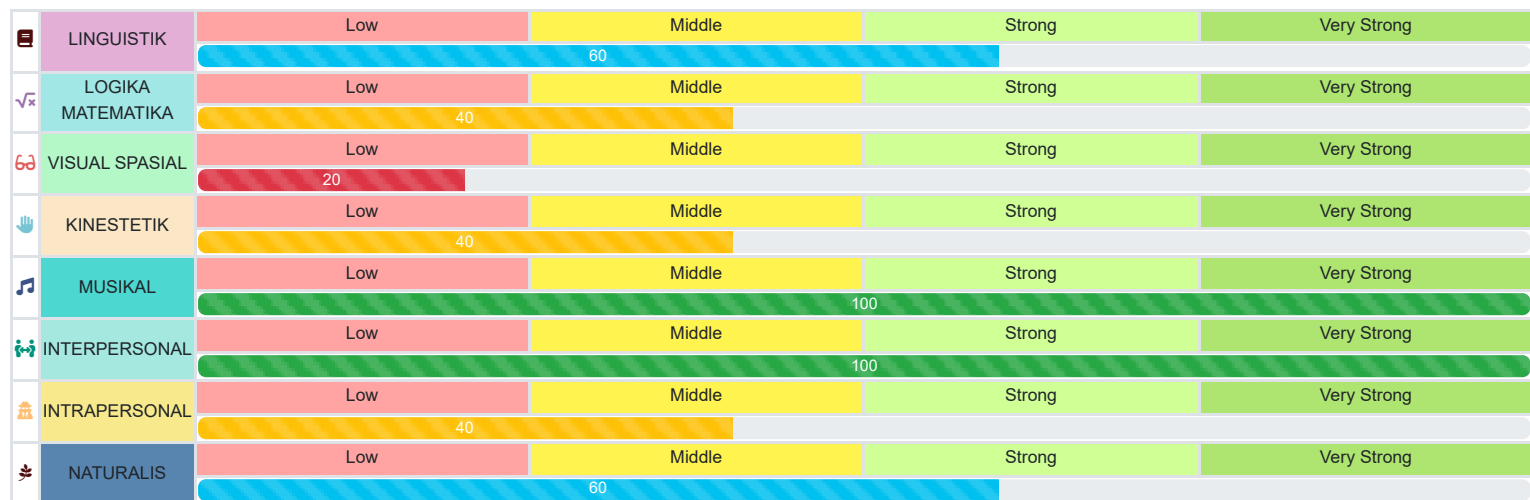 LINGUISTIK Low Middle Strong Very Strong
60
LOGIKA MATEMATIKA Low Middle Strong Very Strong
40
VISUAL SPASIAL Low Middle Strong Very Strong
20
KINESTETIK Low Middle Strong Very Strong
40
MUSIKAL Low Middle Strong Very Strong
100
INTERPERSONAL Low Middle Strong Very Strong
100
INTRAPERSONAL Low Middle Strong Very Strong
40
NATURALIS Low Middle Strong Very Strong
60